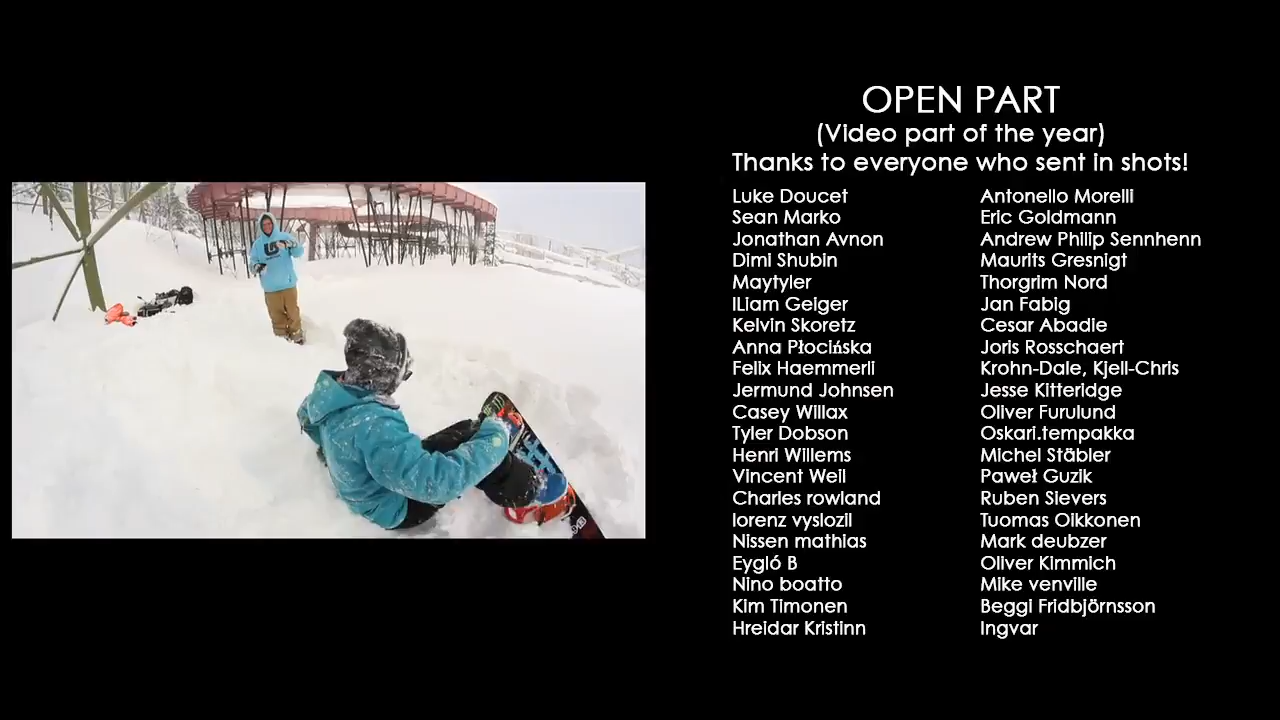 OPEN PART
(Video part of the year)
Thanks to everyone who sent in shots!
Luke Doucet
Sean Marko
Jonathan Avnon
Dimi Shubin
Maytyler
lLiam Geiger
Kelvin Skoretz
Anna Płocińska
Felix Haemmerli
Jermund Johnsen
Casey Willax
Tyler Dobson
Henri Willems
Vincent Weil
Charles rowland
lorenz vyslozil
Nissen mathias
Eygló B
Nino boatto
Kim Timonen
Hreidar Kristinn
Antonello Morelli
Eric Goldmann
Andrew Philip Sennhenn
Maurits Gresnigt
Thorgrim Nord
Jan Fabig
Cesar Abadie
Joris Rosschaert
Krohn-Dale, Kjell-Chris
Jesse Kitteridge
Oliver Furulund
Oskari.tempakka
Michel Stäbler
Paweł Guzik
Ruben Sievers
Tuomas Oikkonen
Mark deubzer
Oliver Kimmich
Mike venville
Beggi Fridbjörnsson
Ingvar